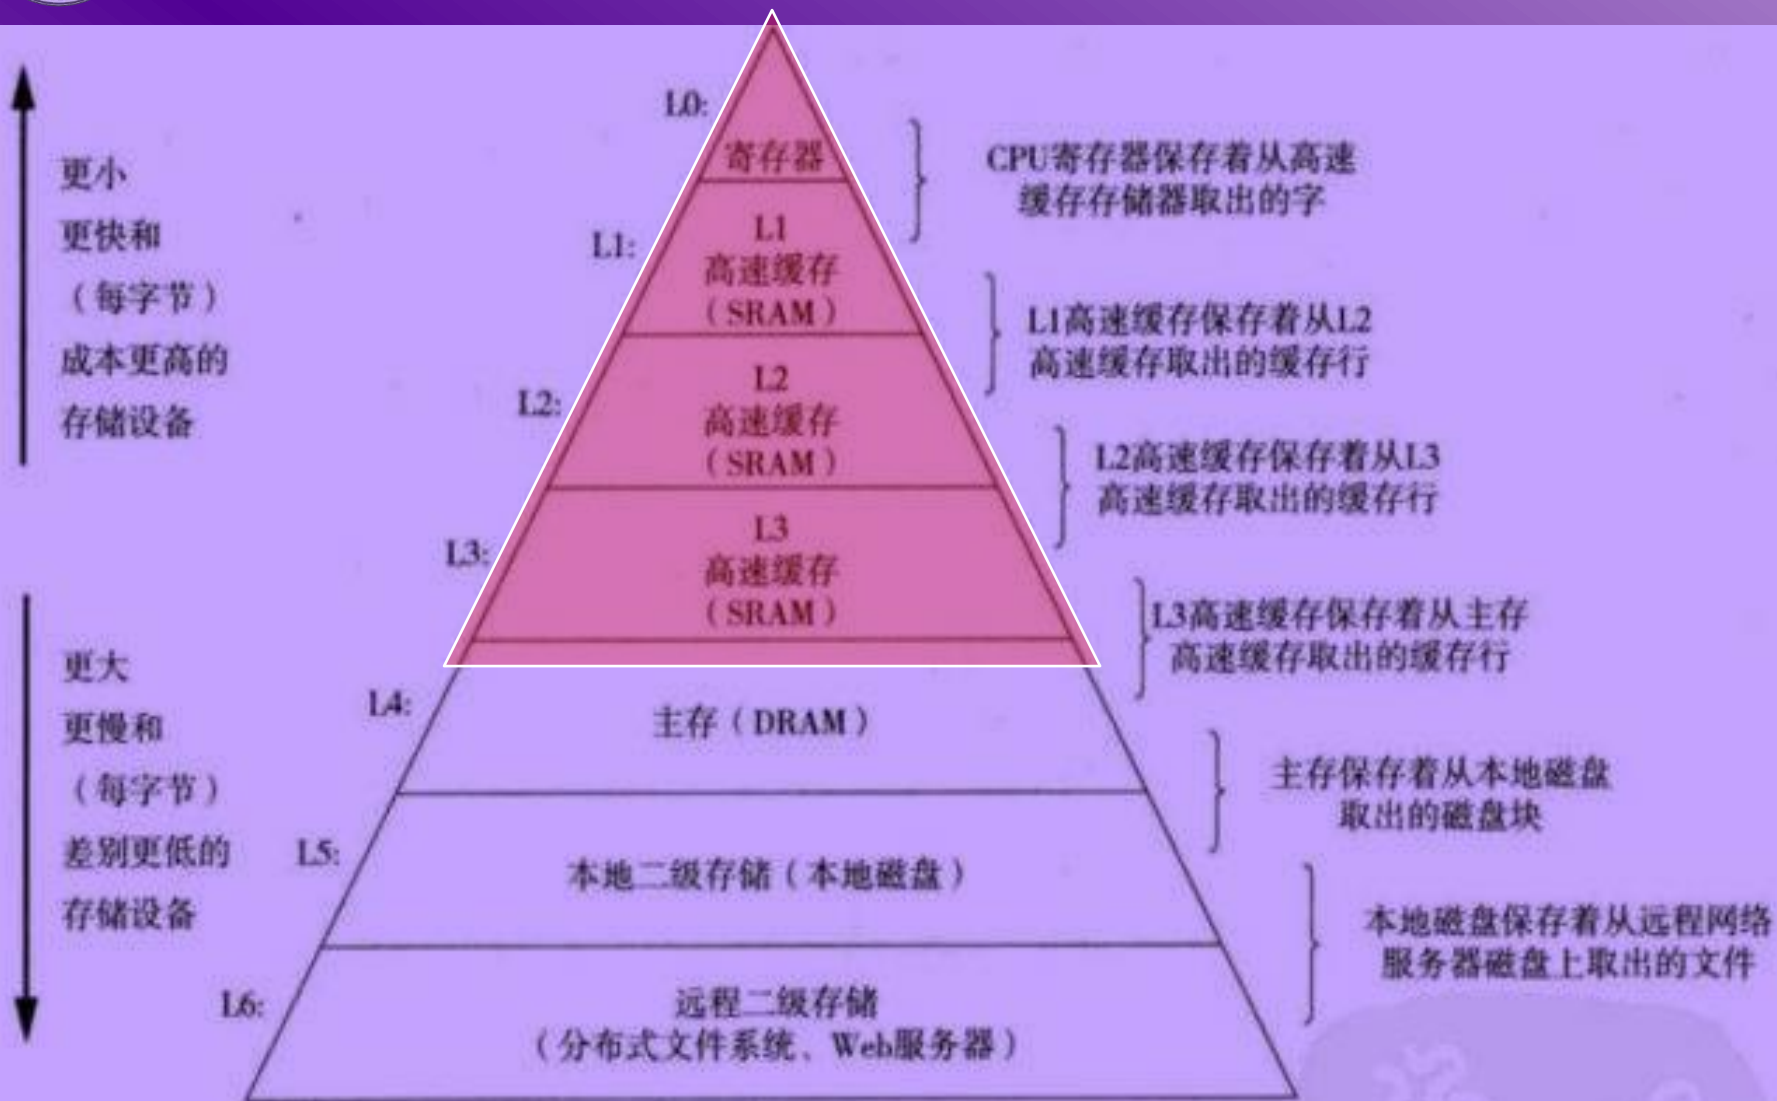 L0:
寄存器
CPU寄存器保存着从高速
缓存存储器取出的字
更小
更快和
（每字节）
成本更高的
存储设备
L1:
L1
高速缓存
（SRAM）
L1高速缓存保存着从L2
高速缓存取出的缓存行
L2:
L2
高速缓存
（SRAM）
L2高速缓存保存着从L3
高速缓存取出的缓存行
L3:
L3
高速缓存
（SRAM）
L3高速缓存保存着从主存
高速缓存取出的缓存行
更大
更慢和
（每字节）
差别更低的
存储设备
L4:
主存（DRAM）
主存保存着从本地磁盘
取出的磁盘块
L5:
本地二级存储（本地磁盘）
本地磁盘保存着从远程网络
服务器磁盘上取出的文件
L6:
远程二级存储
（分布式文件系统、Web服务器）